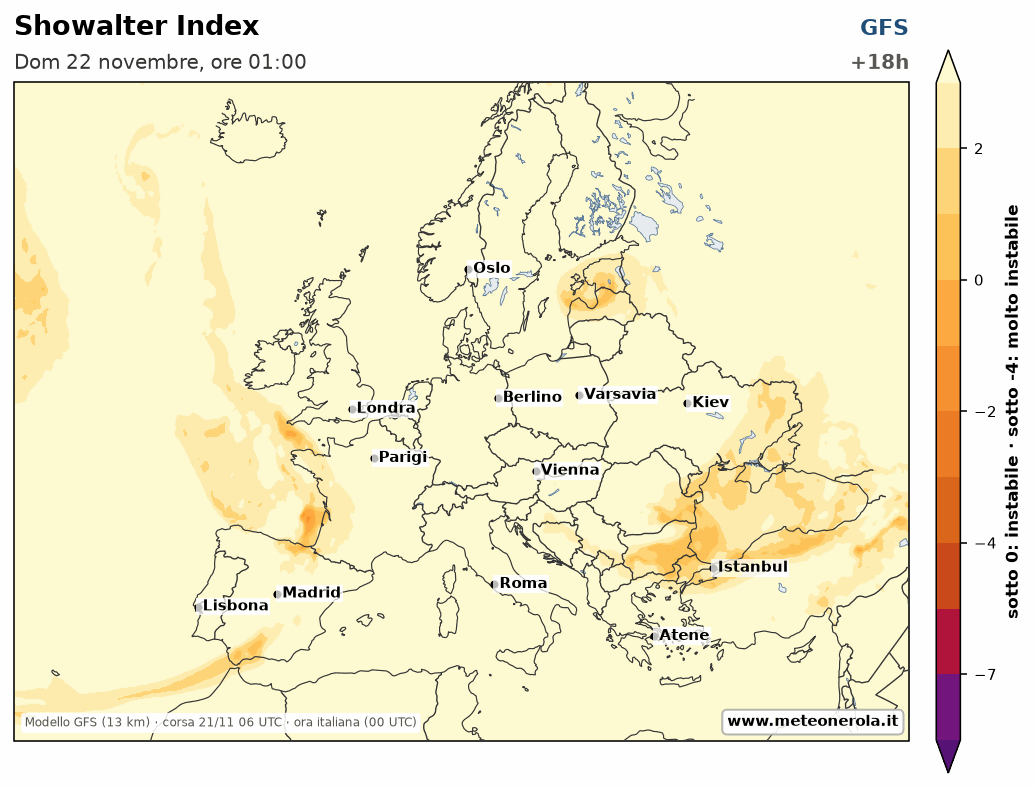 Showalter Index
GFS
Dom 22 novembre, ore 01:00
+18h
Oslo
Berlino
Varsavia
Londra
Kiev
Parigi
Vienna
Istanbul
Roma
Madrid
Lisbona
Atene
Modello GFS (13 km) · corsa 21/11 06 UTC · ora italiana (00 UTC)
www.meteonerola.it
2
0
−2
−4
−7
sotto 0: instabile · sotto -4: molto instabile